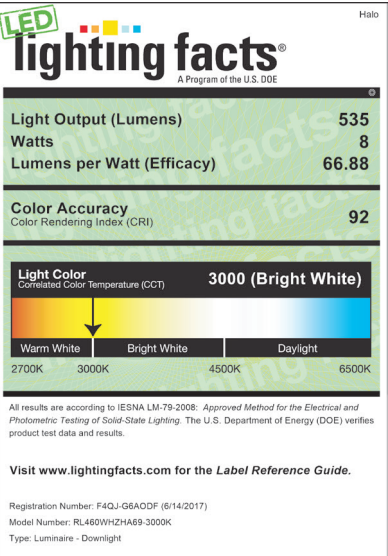 Halo
LED
lighting facts®
A Program of the U.S. DOE
Light Output (Lumens) 535
Watts 8
Lumens per Watt (Efficacy) 66.88
Color Accuracy
Color Rendering Index (CRI) 92
Light Color
Correlated Color Temperature (CCT) 3000 (Bright White)
Warm White Bright White Daylight
2700K 3000K 4500K 6500K
All results are according to IESNA LM-79-2008: Approved Method for the Electrical and
Photometric Testing of Solid-State Lighting. The U.S. Department of Energy (DOE) verifies
product test data and results.
Visit www.lightingfacts.com for the Label Reference Guide.
Registration Number: F4QJ-G6AODF (6/14/2017)
Model Number: RL460WHZHA69-3000K
Type: Luminaire - Downlight